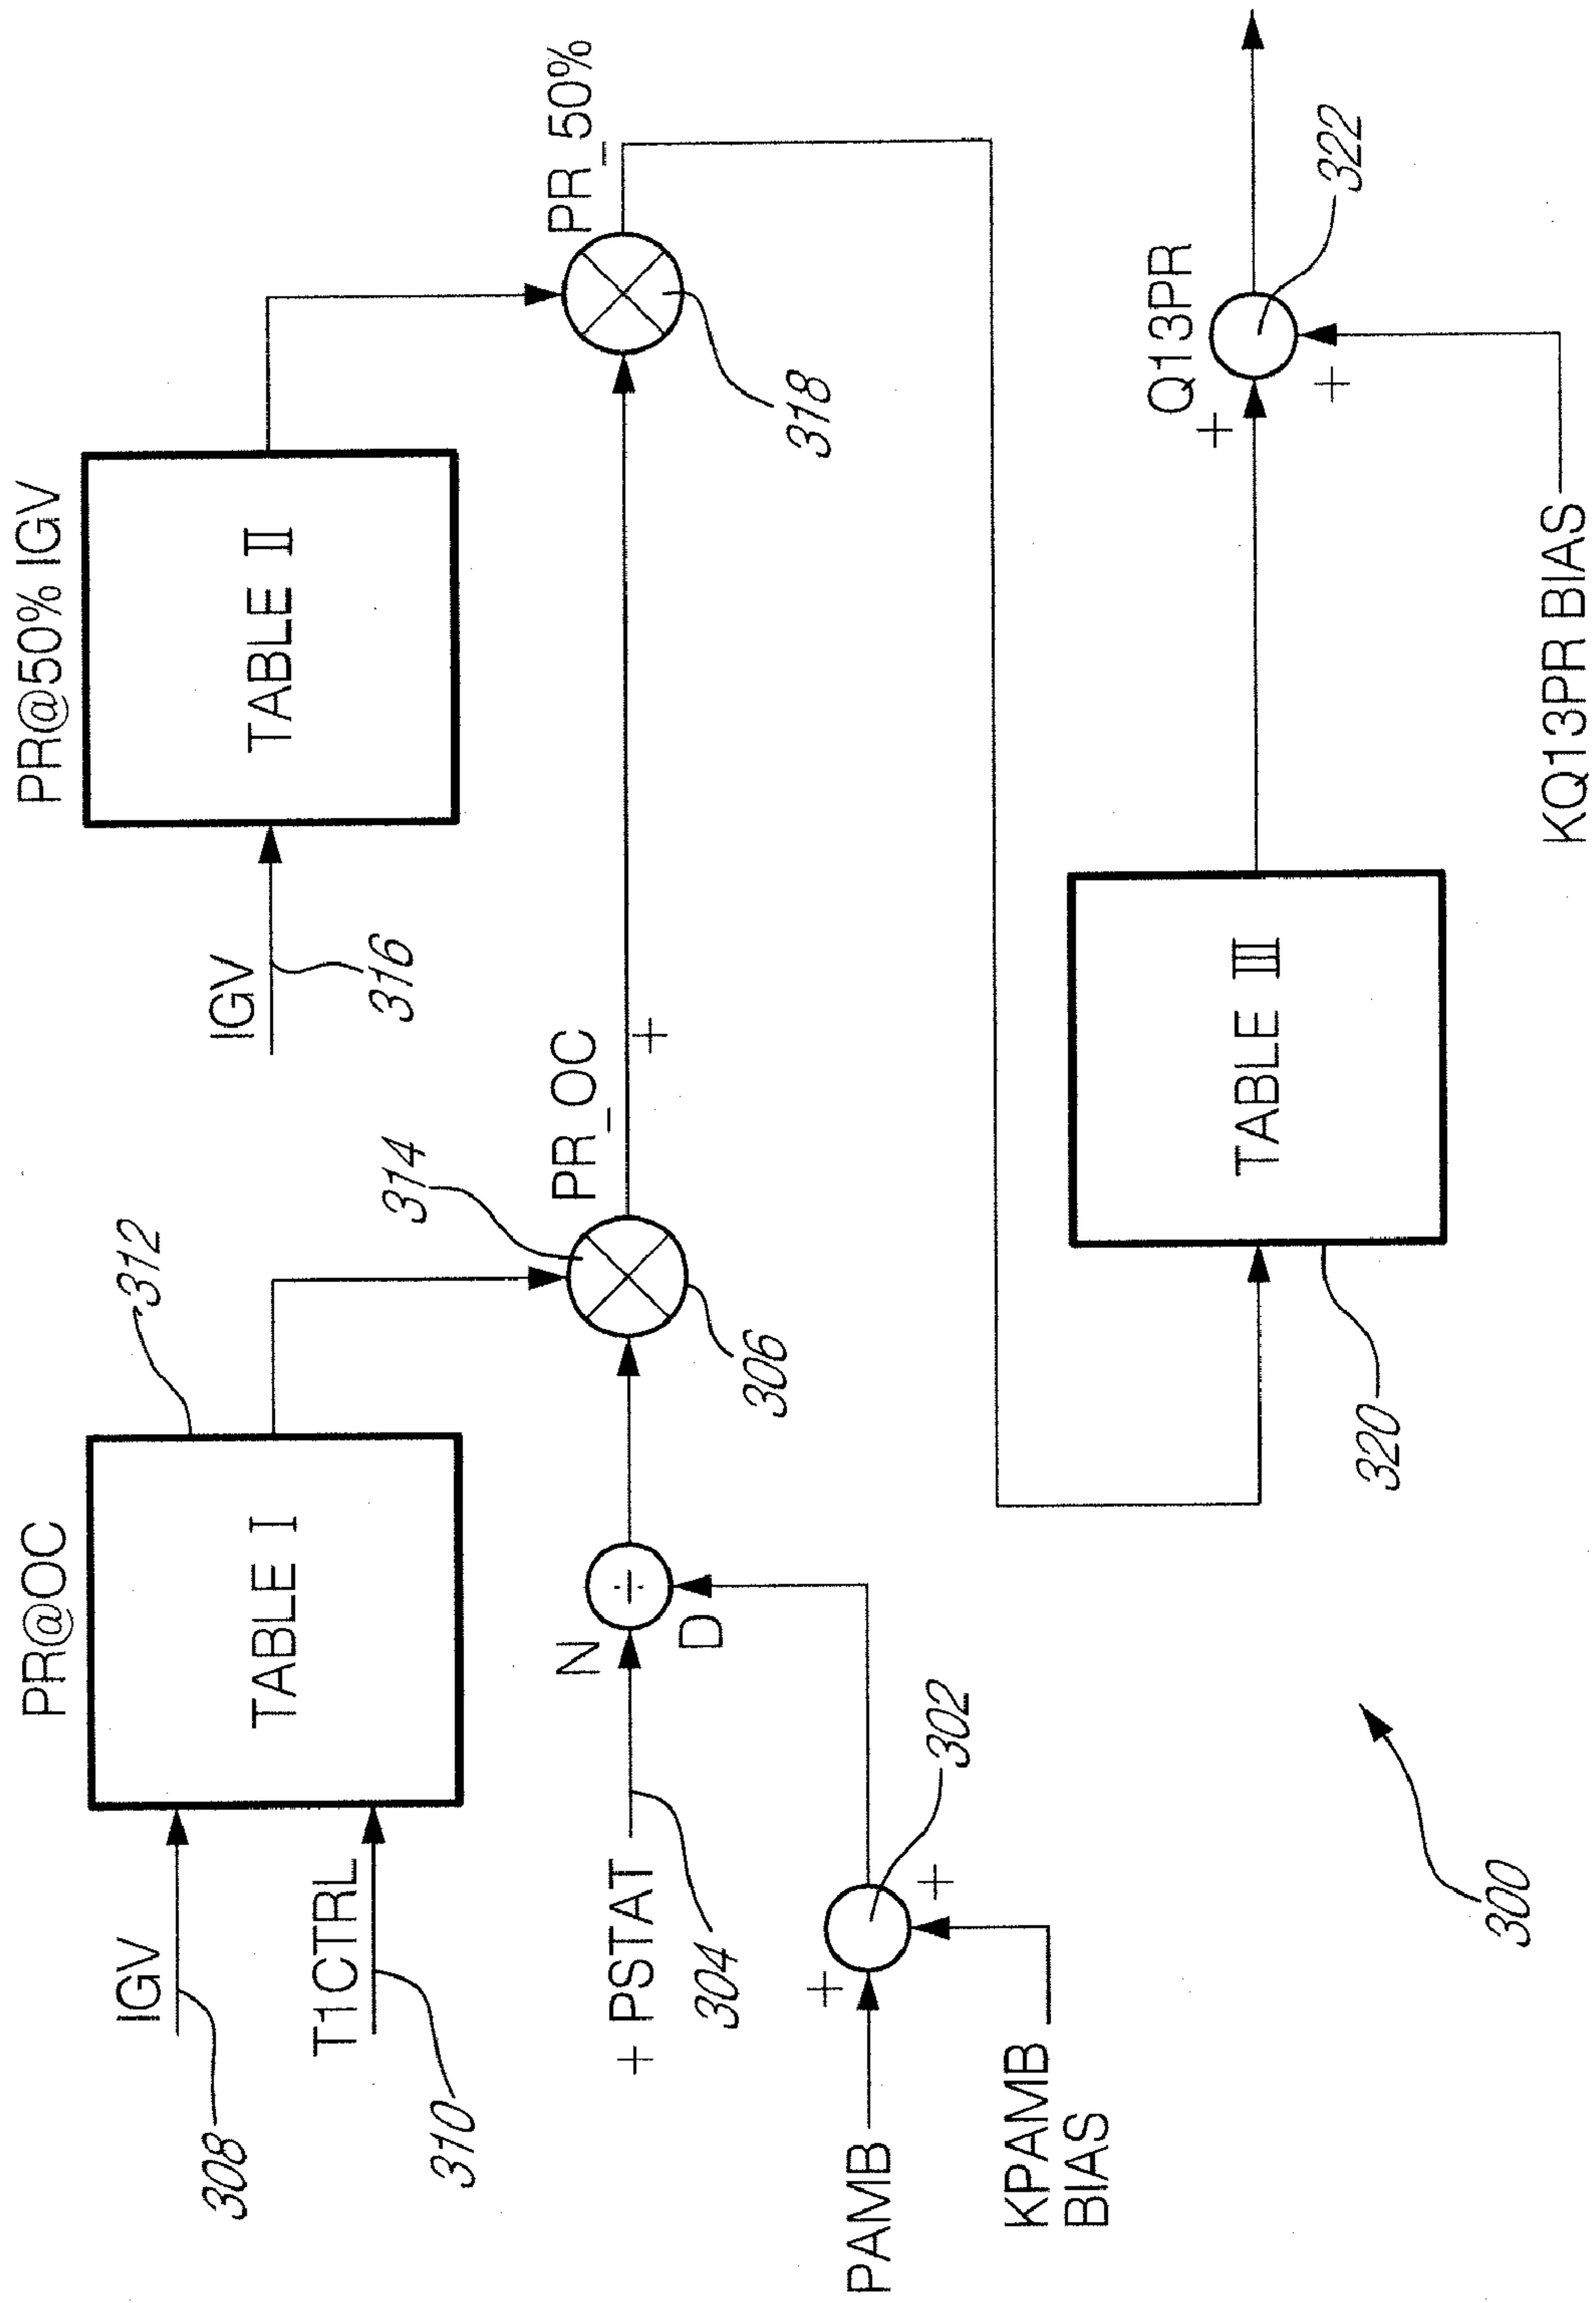 PR@OC
312
IGV
308
T1CTRL
310
TABLE I
314
PR_OC
+
306
+ PSTAT
304
N
÷
D
302
PAMB
+
+
KPAMB
BIAS
PR@50% IGV
IGV
316
TABLE II
PR_50%
318
TABLE III
320
Q13PR
+
+
322
KQ13PR BIAS
300